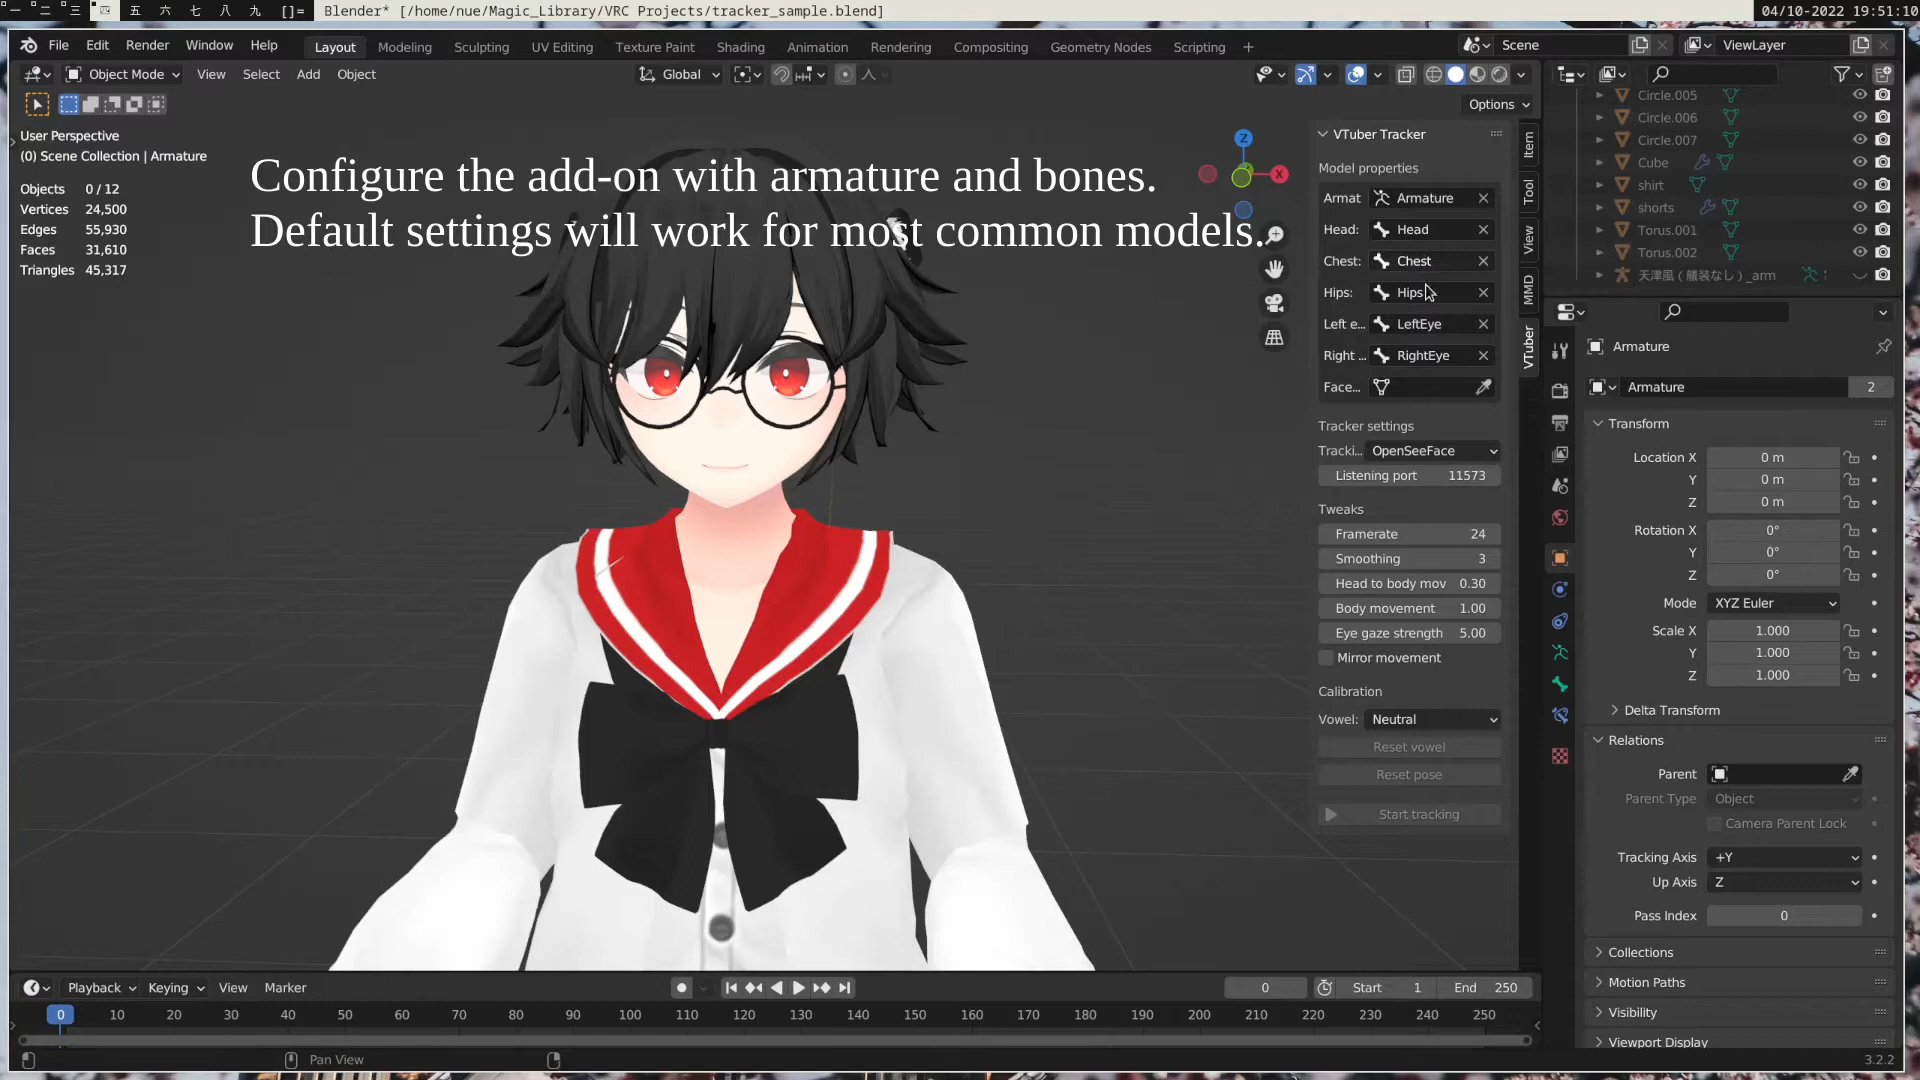 一 二 三 四 五 六 七 八 九 []= Blender* [/home/nue/Magic_Library/VRC Projects/tracker_sample.blend] 04/10-2022 19:51:10
File Edit Render Window Help Layout Modeling Sculpting UV Editing Texture Paint Shading Animation Rendering Compositing Geometry Nodes Scripting + Scene ViewLayer
Object Mode View Select Add Object Global
Options
User Perspective
(0) Scene Collection | Armature
Objects 0 / 12
Vertices 24,500
Edges 55,930
Faces 31,610
Triangles 45,317
Configure the add-on with armature and bones.
Default settings will work for most common models.
Z
X
VTuber Tracker
Model properties
Armat Armature
Head: Head
Chest: Chest
Hips: Hips
Left e... LeftEye
Right ... RightEye
Face...
Tracker settings
Tracki... OpenSeeFace
Listening port 11573
Tweaks
Framerate 24
Smoothing 3
Head to body mov 0.30
Body movement 1.00
Eye gaze strength 5.00
Mirror movement
Calibration
Vowel: Neutral
Reset vowel
Reset pose
Start tracking
Item
Tool
View
MMD
VTuber
Circle.005
Circle.006
Circle.007
Cube
shirt
shorts
Torus.001
Torus.002
天津風（艤装なし）_arm
Armature
Armature 2
Transform
Location X 0 m
Y 0 m
Z 0 m
Rotation X 0°
Y 0°
Z 0°
Mode XYZ Euler
Scale X 1.000
Y 1.000
Z 1.000
Delta Transform
Relations
Parent
Parent Type Object
Camera Parent Lock
Tracking Axis +Y
Up Axis Z
Pass Index 0
Collections
Motion Paths
Visibility
Viewport Display
Playback Keying View Marker 0 Start 1 End 250
0 10 20 30 40 50 60 70 80 90 100 110 120 130 140 150 160 170 180 190 200 210 220 230 240 250
Pan View 3.2.2